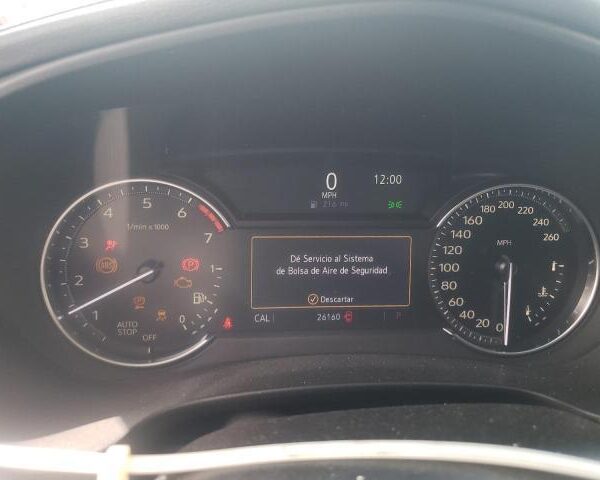 0
MPH
12:00
1/min x 1000
1
2
3
4
5
6
7
ABS
AUTO
STOP
OFF
0
1
Dé Servicio al Sistema
de Bolsa de Aire de Seguridad
Descartar
CAL
26160
P
MPH
0
20
40
60
80
100
120
140
160
180
200
220
240
260